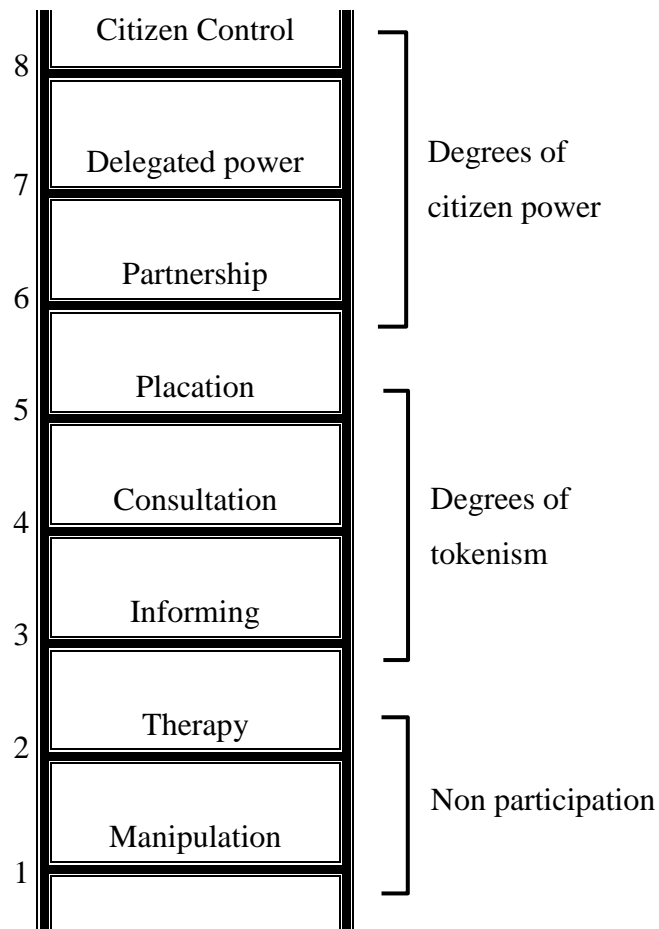 Citizen Control
8
Delegated power
7
Partnership
6
Placation
5
Consultation
4
Informing
3
Therapy
2
Manipulation
1
Degrees of
citizen power
Degrees of
tokenism
Non participation